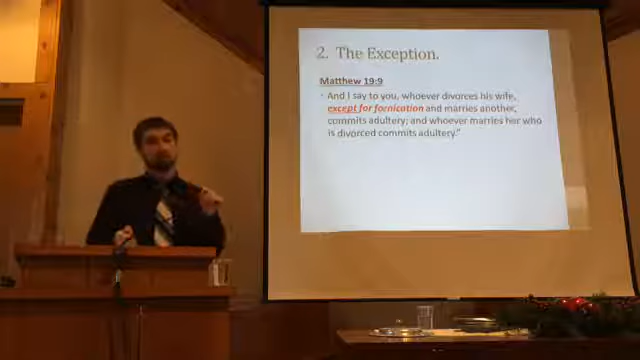 2. The Exception.
Matthew 19:9
• And I say to you, whoever divorces his wife,
except for fornication and marries another,
commits adultery; and whoever marries her who
is divorced commits adultery."